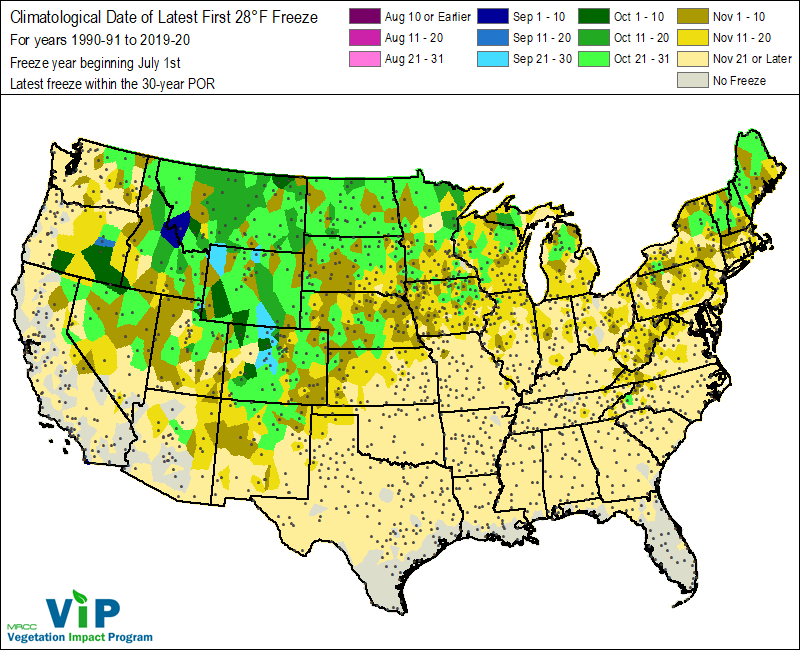 Climatological Date of Latest First 28°F Freeze
For years 1990-91 to 2019-20
Freeze year beginning July 1st
Latest freeze within the 30-year POR
Aug 10 or Earlier
Aug 11 - 20
Aug 21 - 31
Sep 1 - 10
Sep 11 - 20
Sep 21 - 30
Oct 1 - 10
Oct 11 - 20
Oct 21 - 31
Nov 1 - 10
Nov 11 - 20
Nov 21 or Later
No Freeze
MRCC
ViP
Vegetation Impact Program